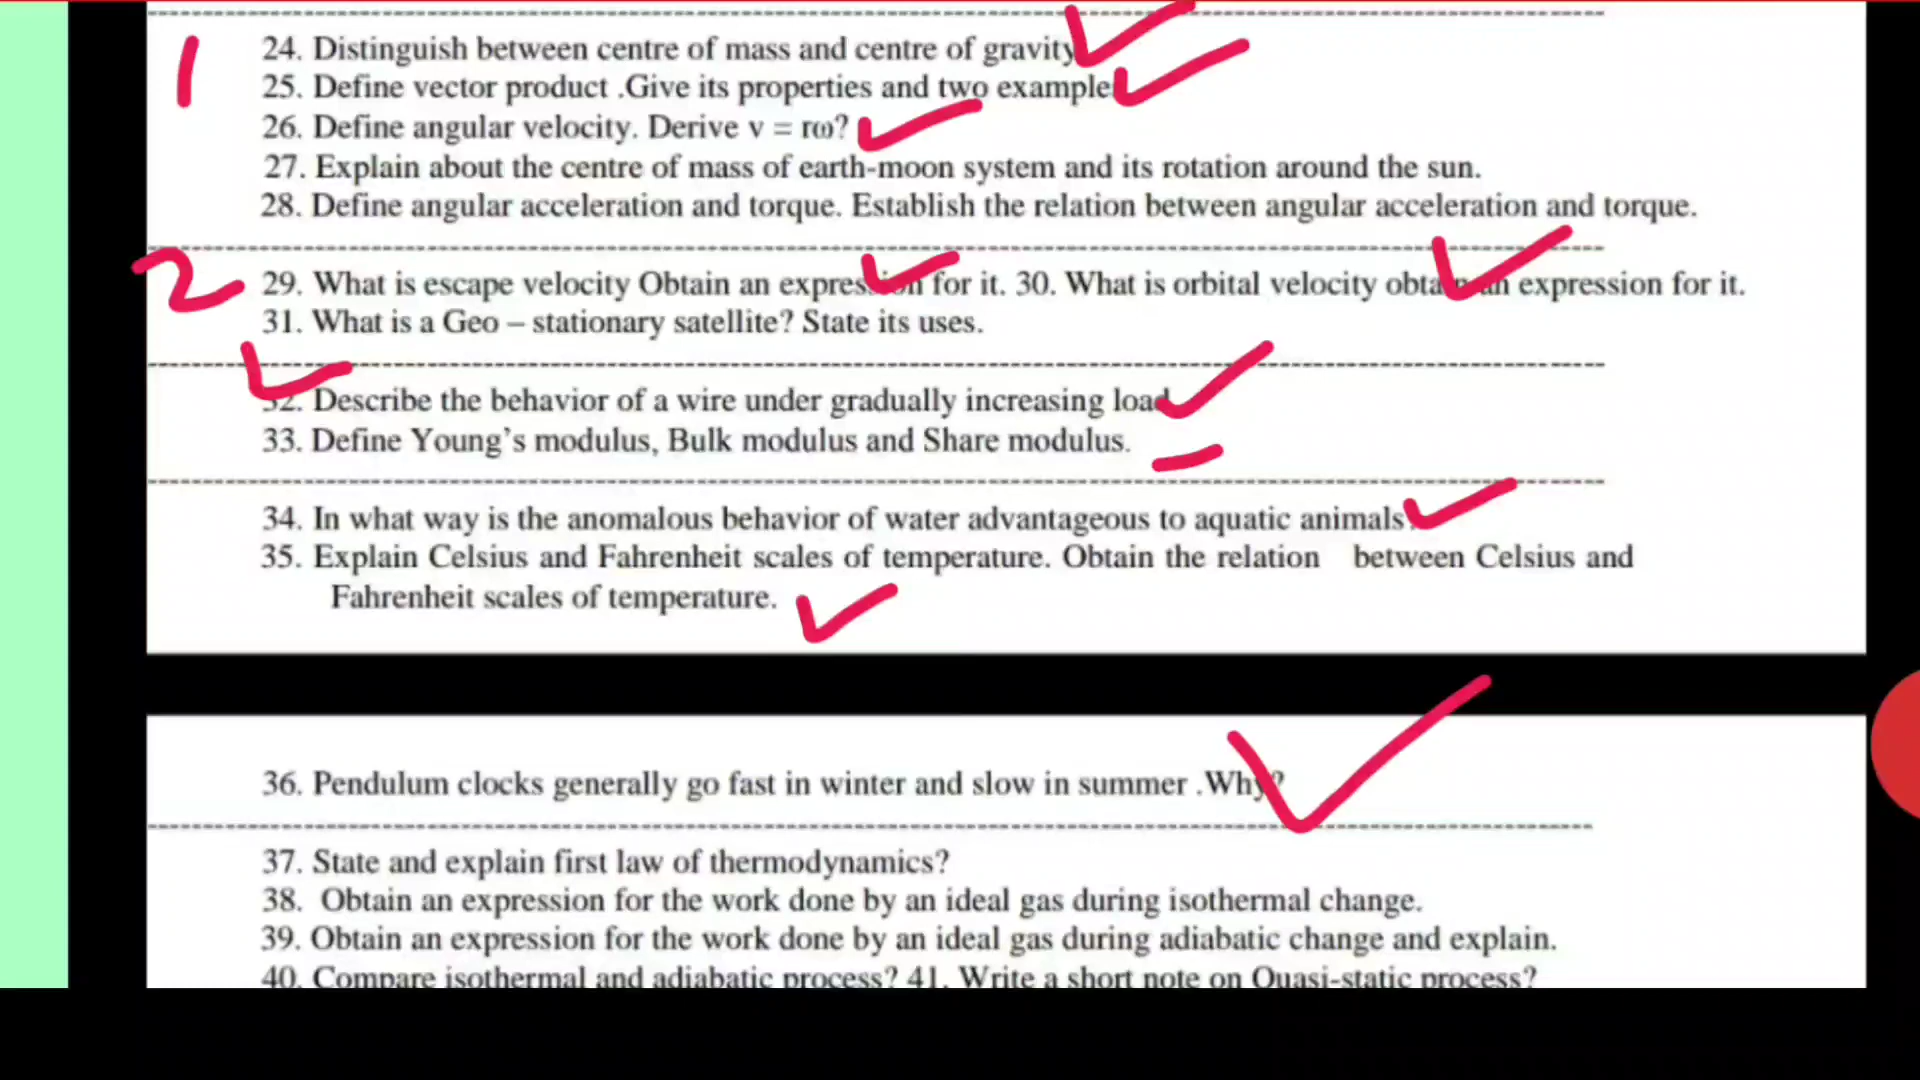 1
24. Distinguish between centre of mass and centre of gravity
25. Define vector product .Give its properties and two example
26. Define angular velocity. Derive v = rω?
27. Explain about the centre of mass of earth-moon system and its rotation around the sun.
28. Define angular acceleration and torque. Establish the relation between angular acceleration and torque.
2
29. What is escape velocity Obtain an expression for it. 30. What is orbital velocity obtain an expression for it.
31. What is a Geo – stationary satellite? State its uses.
32. Describe the behavior of a wire under gradually increasing load
33. Define Young's modulus, Bulk modulus and Share modulus.
34. In what way is the anomalous behavior of water advantageous to aquatic animals
35. Explain Celsius and Fahrenheit scales of temperature. Obtain the relation between Celsius and
Fahrenheit scales of temperature.
36. Pendulum clocks generally go fast in winter and slow in summer .Why?
37. State and explain first law of thermodynamics?
38. Obtain an expression for the work done by an ideal gas during isothermal change.
39. Obtain an expression for the work done by an ideal gas during adiabatic change and explain.
40. Compare isothermal and adiabatic process? 41. Write a short note on Quasi-static process?